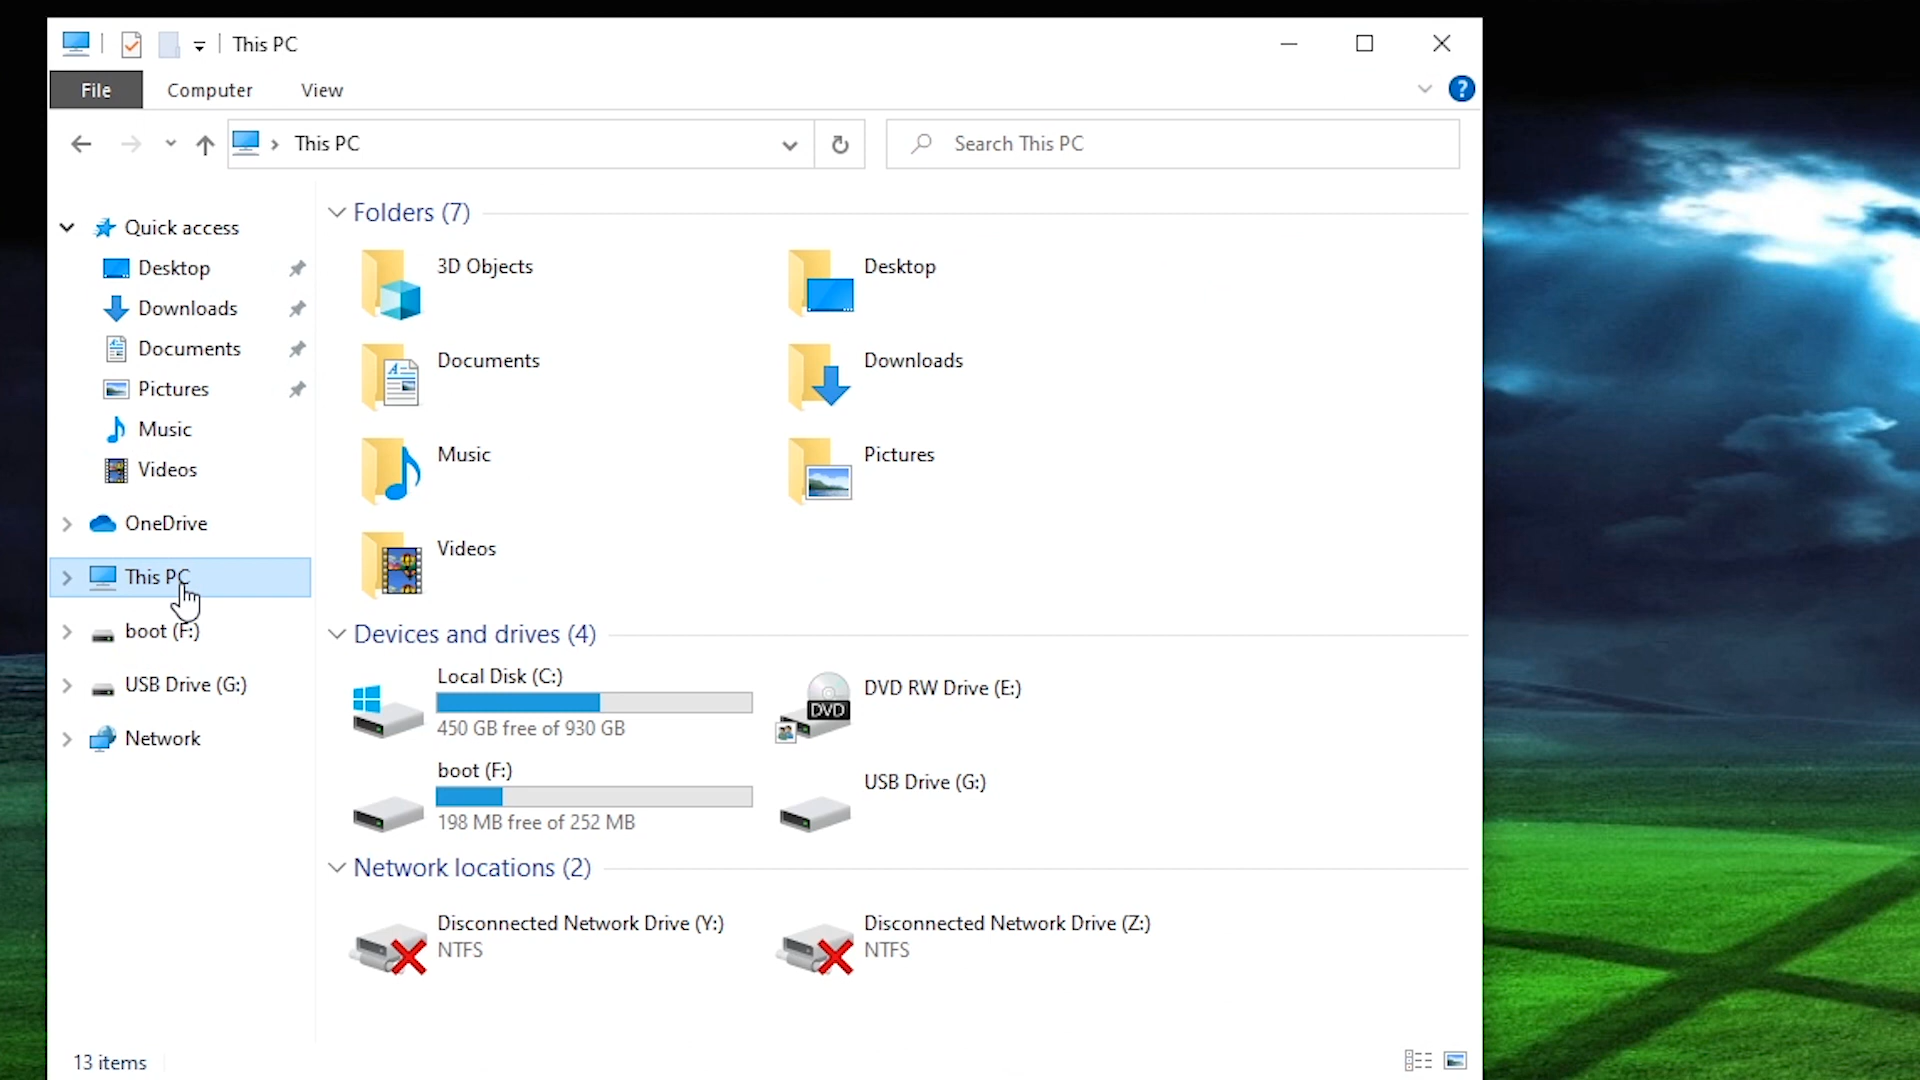 This PC
File Computer View
?
This PC
Search This PC
Quick access
Desktop
Downloads
Documents
Pictures
Music
Videos
OneDrive
This PC
boot (F:)
USB Drive (G:)
Network
Folders (7)
3D Objects
Desktop
Documents
Downloads
Music
Pictures
Videos
Devices and drives (4)
Local Disk (C:)
450 GB free of 930 GB
DVD
DVD RW Drive (E:)
boot (F:)
198 MB free of 252 MB
USB Drive (G:)
Network locations (2)
Disconnected Network Drive (Y:)
NTFS
Disconnected Network Drive (Z:)
NTFS
13 items